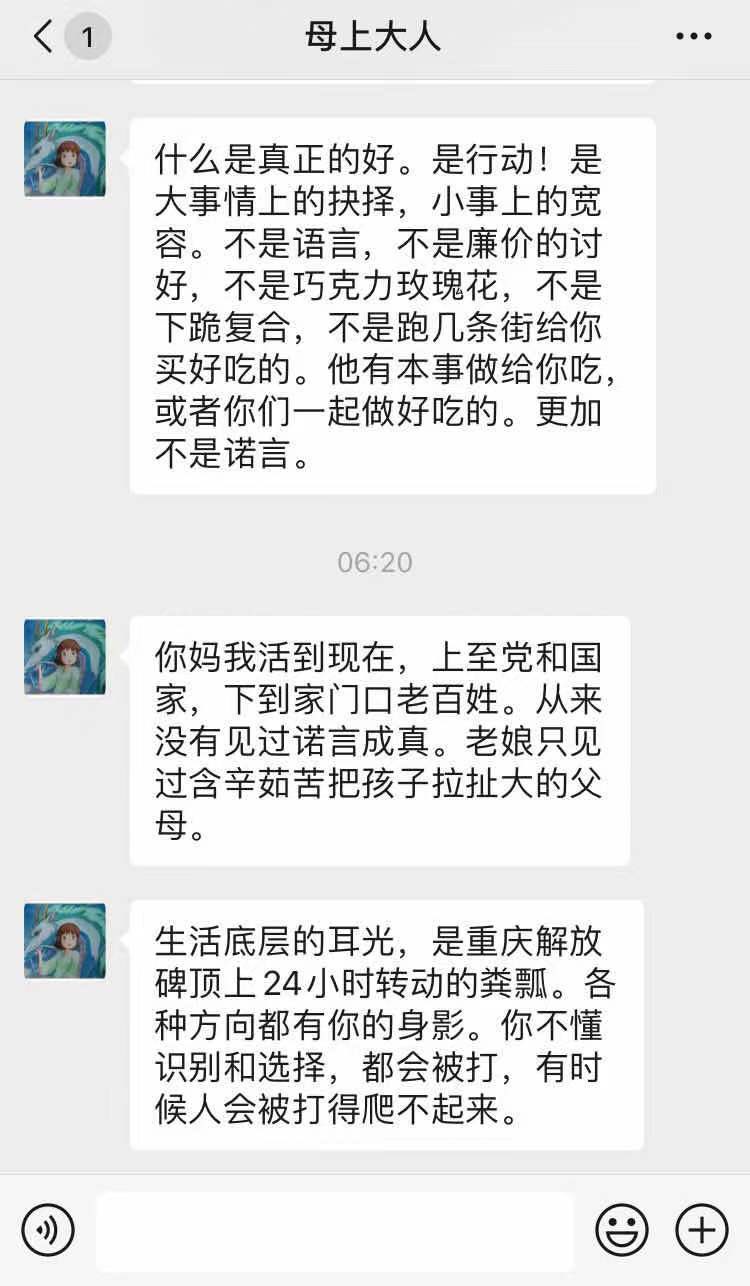 1
母上大人
什么是真正的好。是行动！是
大事情上的抉择，小事上的宽
容。不是语言，不是廉价的讨
好，不是巧克力玫瑰花，不是
下跪复合，不是跑几条街给你
买好吃的。他有本事做给你吃，
或者你们一起做好吃的。更加
不是诺言。
06:20
你妈我活到现在，上至党和国
家，下到家门口老百姓。从来
没有见过诺言成真。老娘只见
过含辛茹苦把孩子拉扯大的父
母。
生活底层的耳光，是重庆解放
碑顶上24小时转动的粪瓢。各
种方向都有你的身影。你不懂
识别和选择，都会被打，有时
候人会被打得爬不起来。